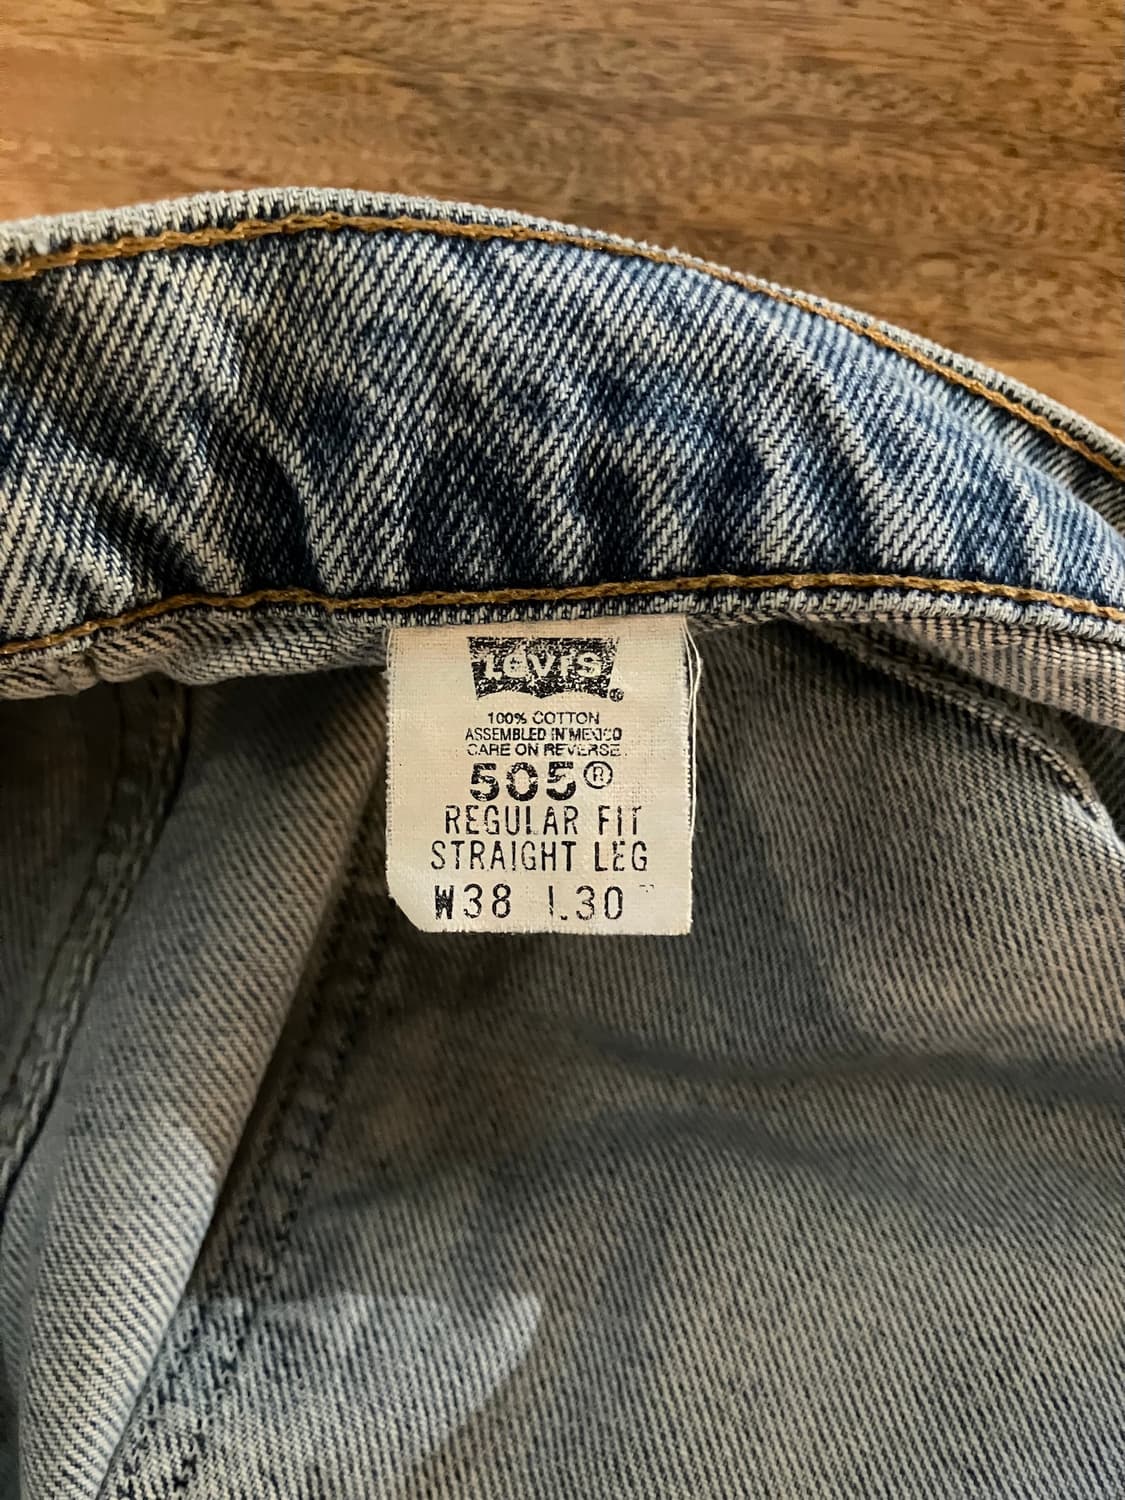 Levi's®
100% COTTON
ASSEMBLED IN MEXICO
CARE ON REVERSE
505®
REGULAR FIT
STRAIGHT LEG
W38 L30